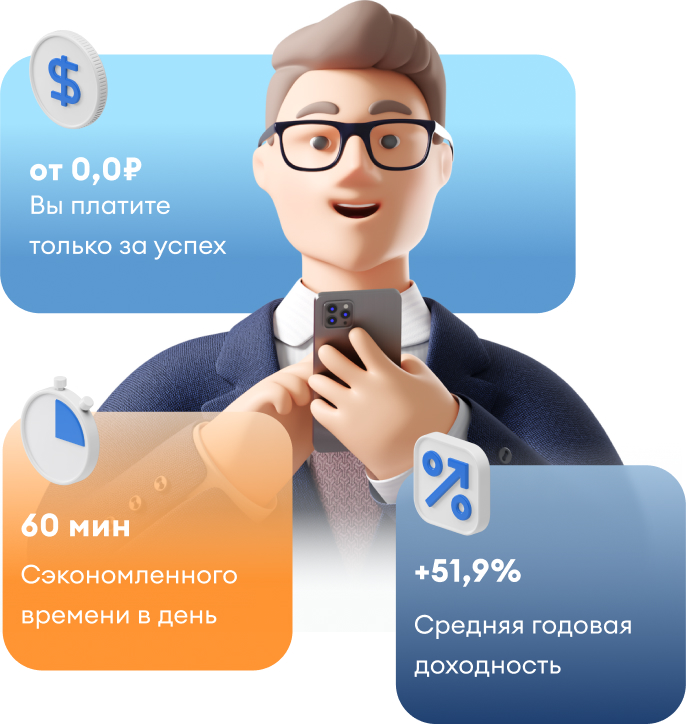 от 0,0₽
Вы платите
только за успех
60 мин
Сэкономленного
времени в день
+51,9%
Средняя годовая
доходность